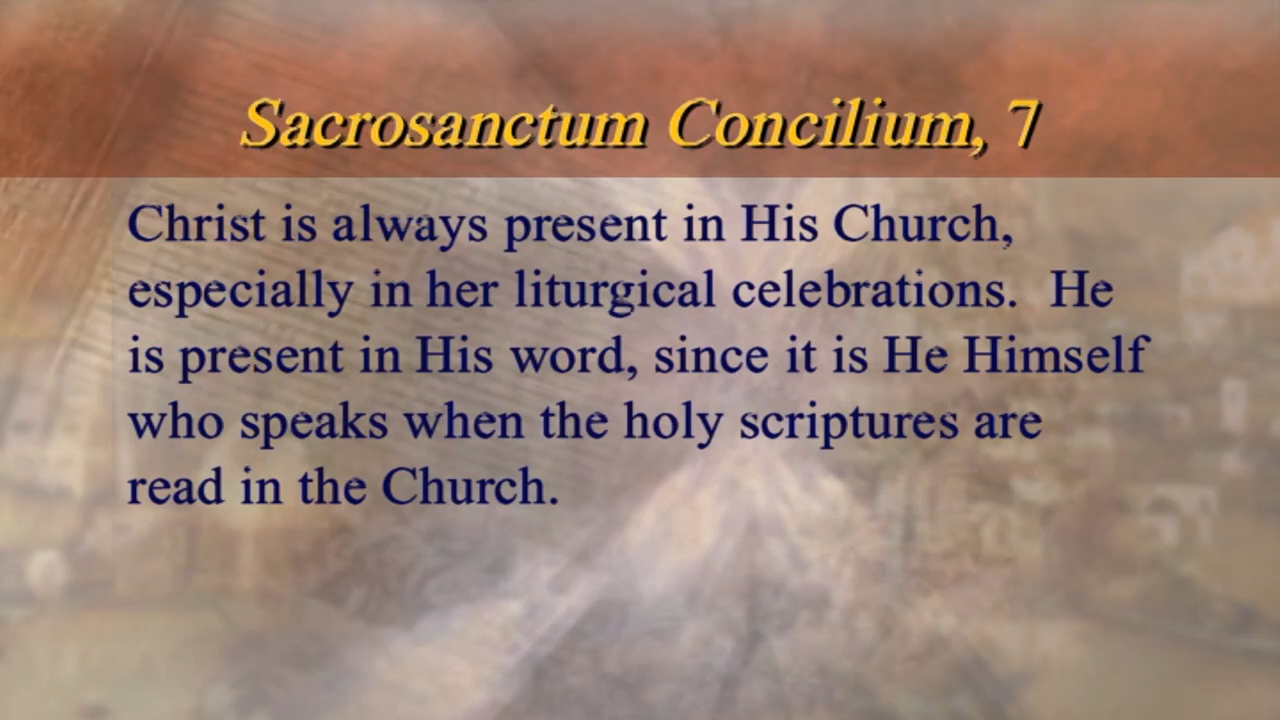 Sacrosanctum Concilium, 7
Christ is always present in His Church,
especially in her liturgical celebrations.  He
is present in His word, since it is He Himself
who speaks when the holy scriptures are
read in the Church.